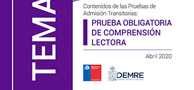 TEMA
Contenidos de las Pruebas de
Admisión Transitorias:
PRUEBA OBLIGATORIA
DE COMPRENSIÓN
LECTORA
Abril 2020
DEMRE